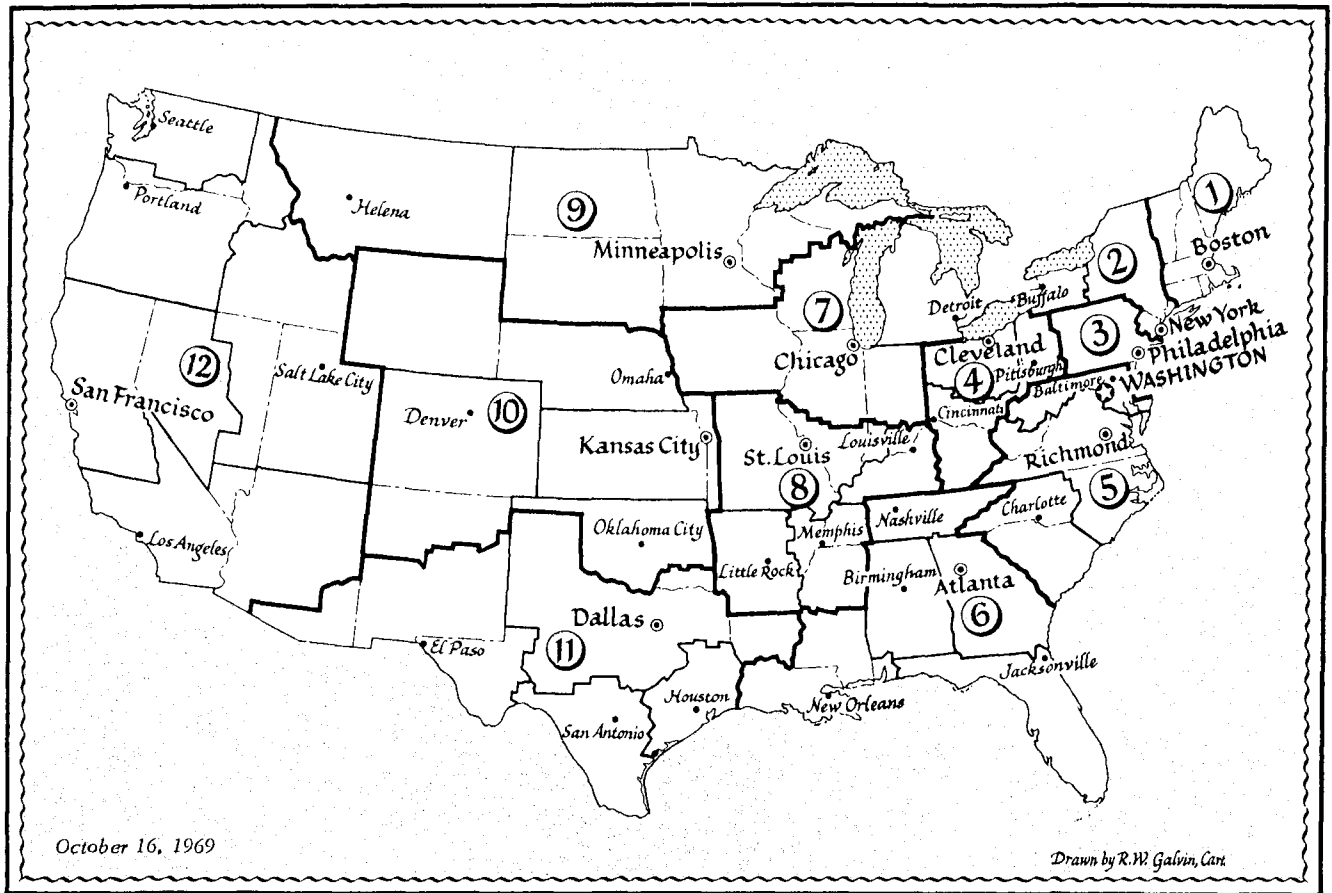 Seattle
Portland
Helena
9
Minneapolis
1
Boston
2
Buffalo
Detroit
7
Chicago
New York
3
Philadelphia
Cleveland
Pittsburgh
4
WASHINGTON
Baltimore
Cincinnati
12
Salt Lake City
San Francisco
Omaha
Denver
10
Kansas City
St. Louis
Louisville
8
Richmond
5
Charlotte
Nashville
Memphis
Oklahoma City
Los Angeles
Little Rock
Birmingham
Atlanta
6
Dallas
11
El Paso
Jacksonville
Houston
New Orleans
San Antonio
October 16, 1969
Drawn by R.W. Galvin, Cart.